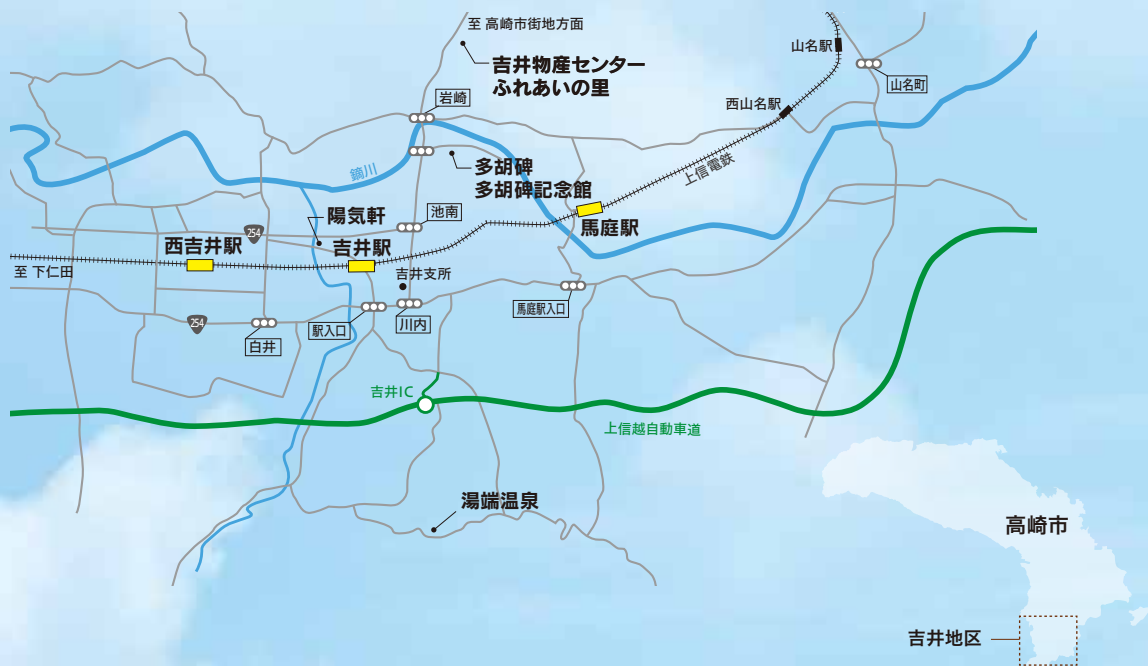 至 高崎市街地方面
吉井物産センター
ふれあいの里
山名駅
山名町
岩崎
西山名駅
上信電鉄
鏑川
多胡碑
多胡碑記念館
陽気軒
池南
馬庭駅
254
西吉井駅
吉井駅
至 下仁田
吉井支所
馬庭駅入口
254
駅入口
川内
白井
吉井IC
上信越自動車道
湯端温泉
高崎市
吉井地区